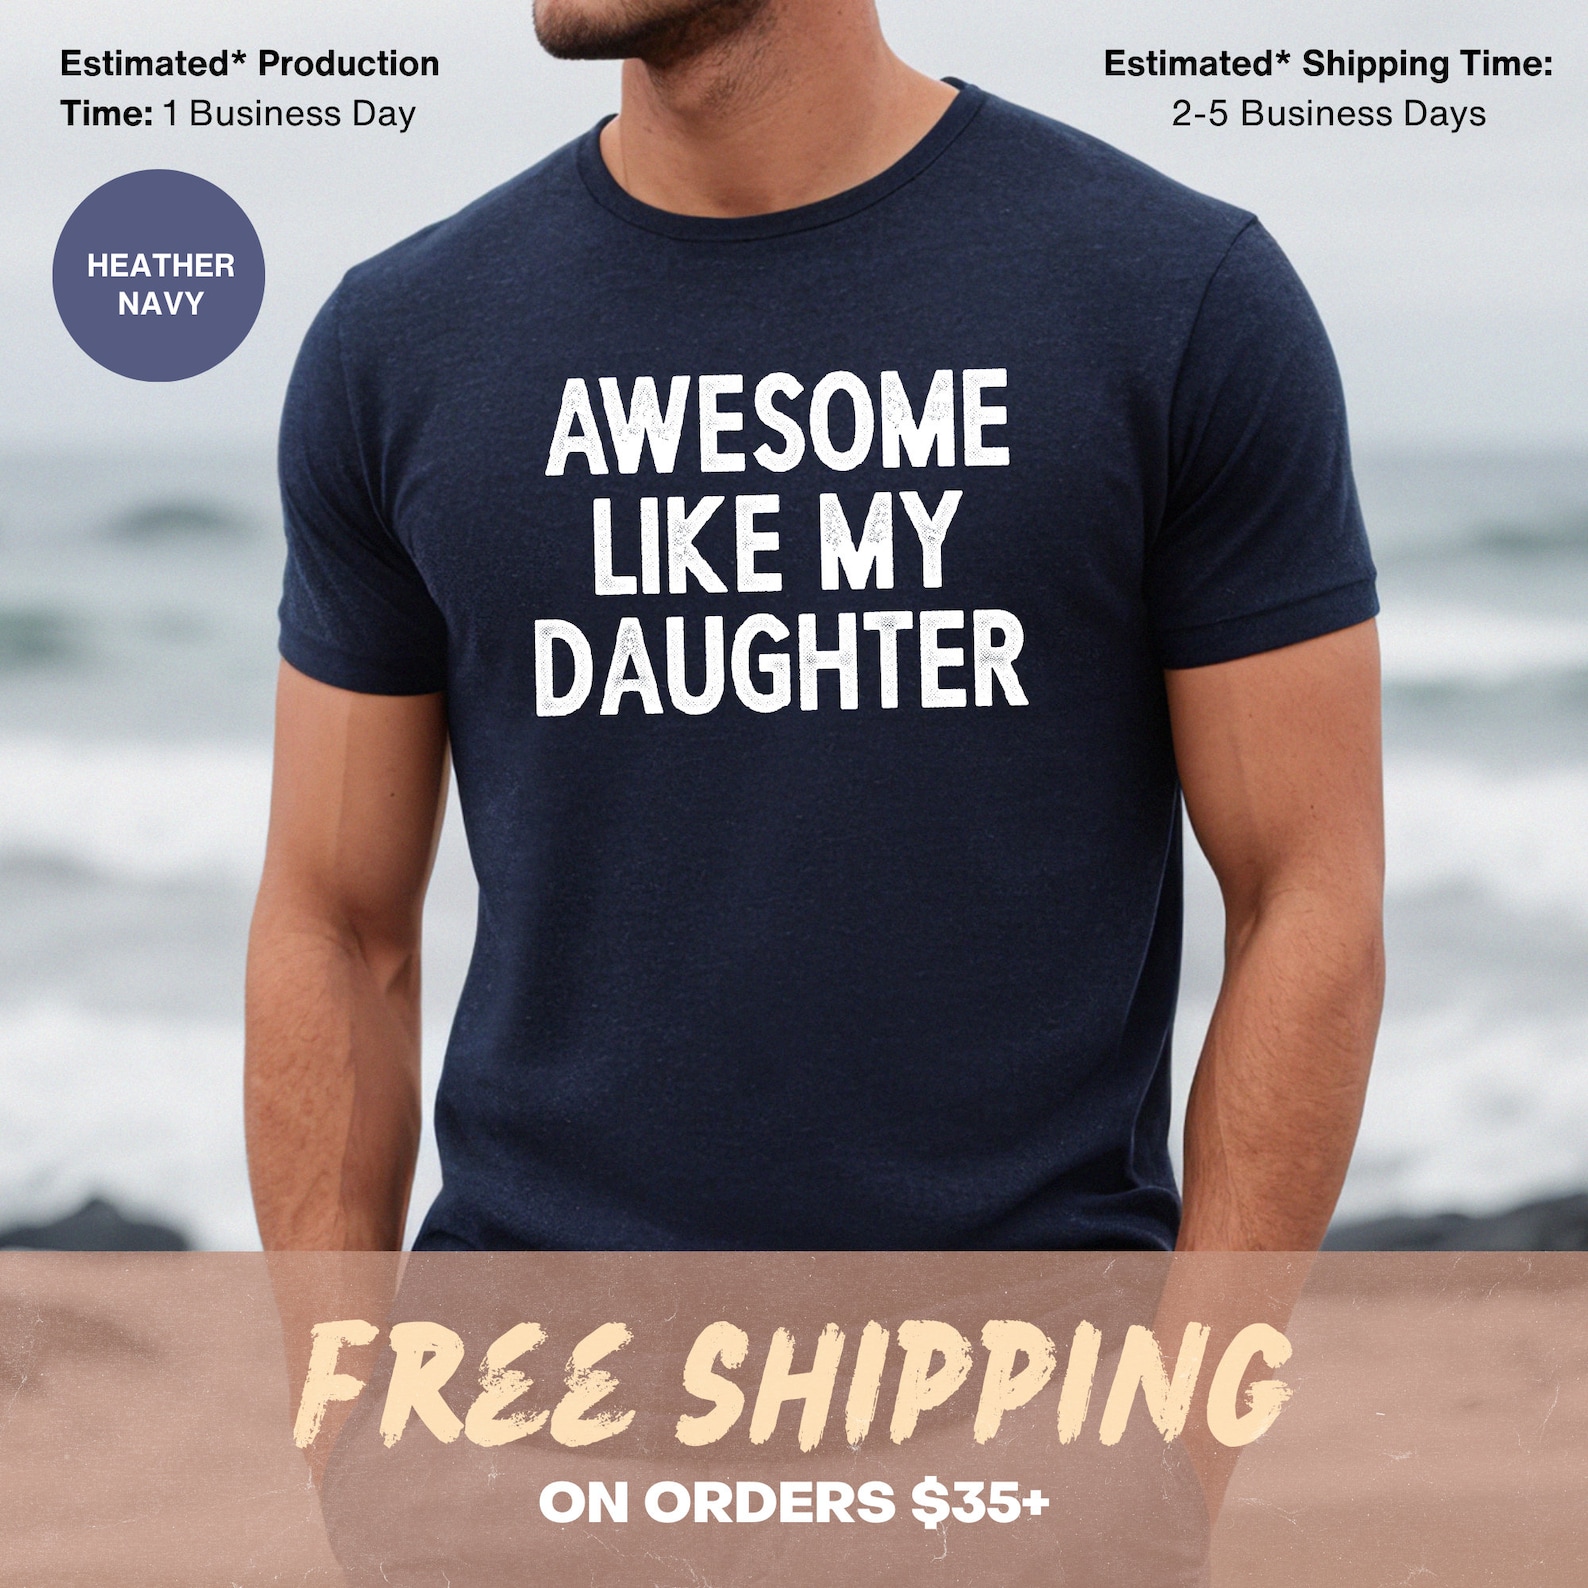 Estimated* Production
Time: 1 Business Day
Estimated* Shipping Time:
2-5 Business Days
HEATHER
NAVY
AWESOME
LIKE MY
DAUGHTER
FREE SHIPPING
ON ORDERS $35+